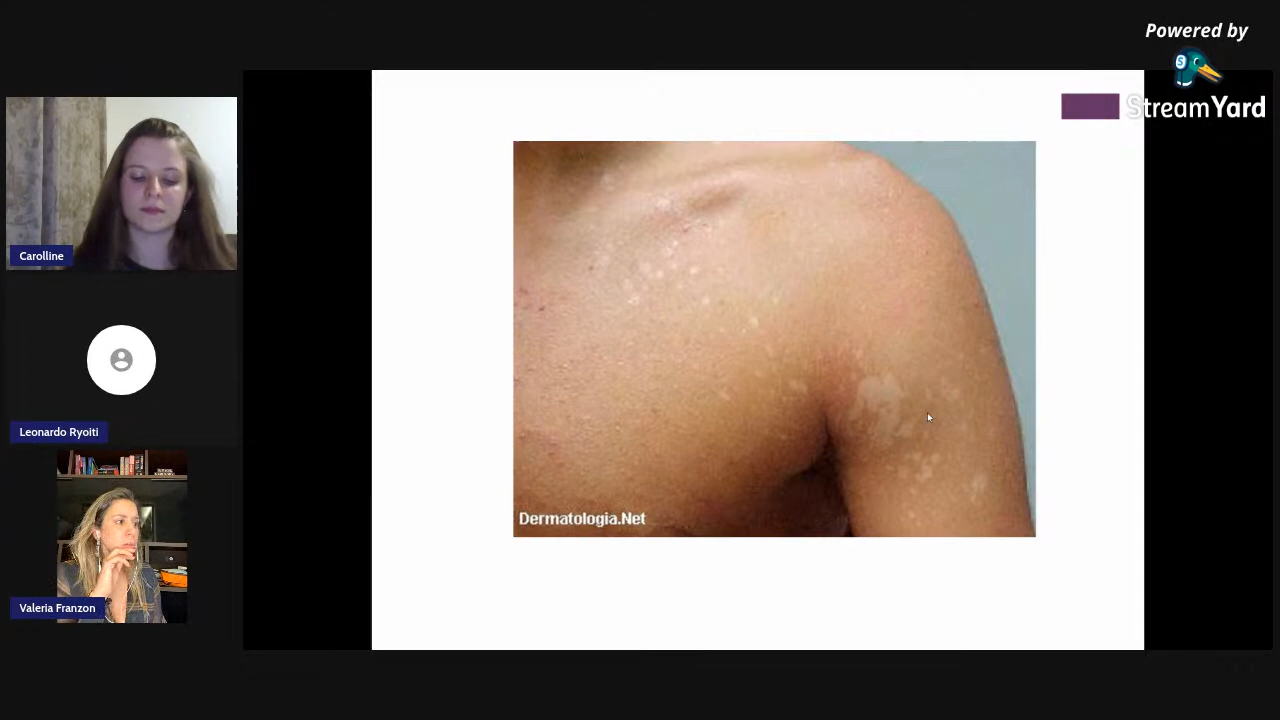 Powered by
StreamYard
Carolline
Leonardo Ryoiti
Valeria Franzon
Dermatologia.Net